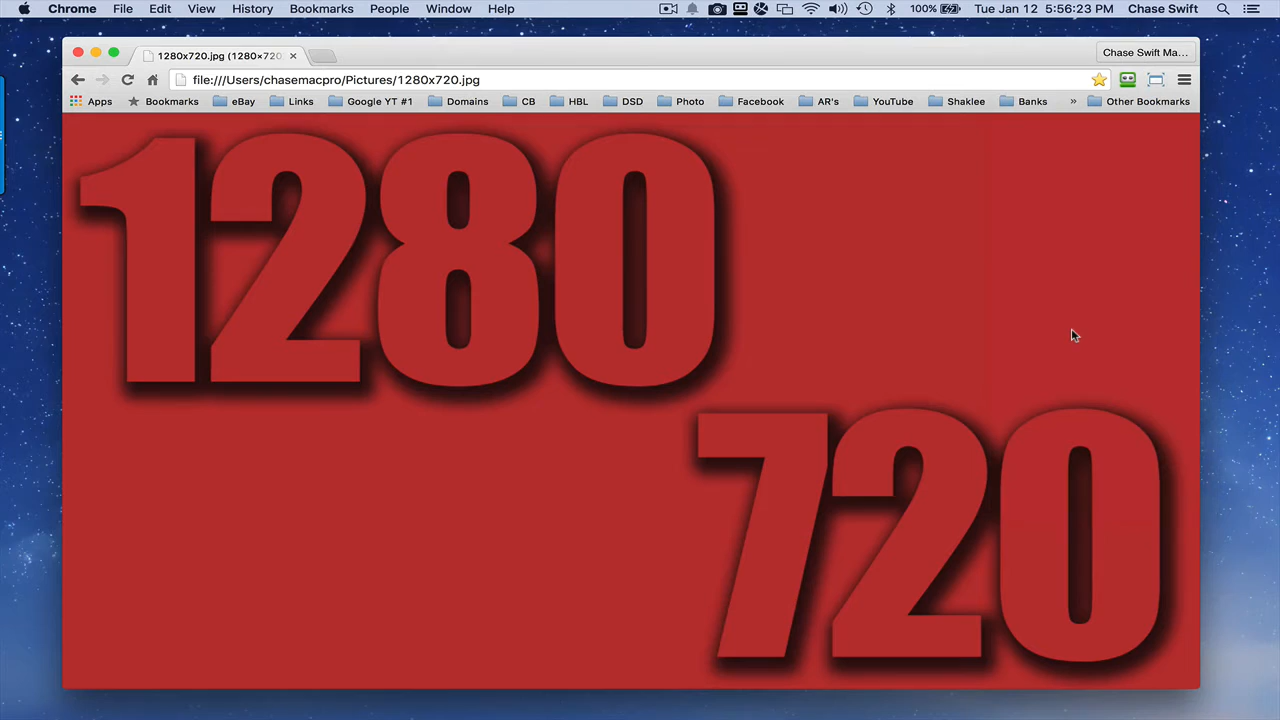 Chrome File Edit View History Bookmarks People Window Help 100% Tue Jan 12 5:56:23 PM Chase Swift
1280x720.jpg (1280×720 Chase Swift Ma...
file:///Users/chasemacpro/Pictures/1280x720.jpg
Apps Bookmarks eBay Links Google YT #1 Domains CB HBL DSD Photo Facebook AR's YouTube Shaklee Banks » Other Bookmarks
1280
720